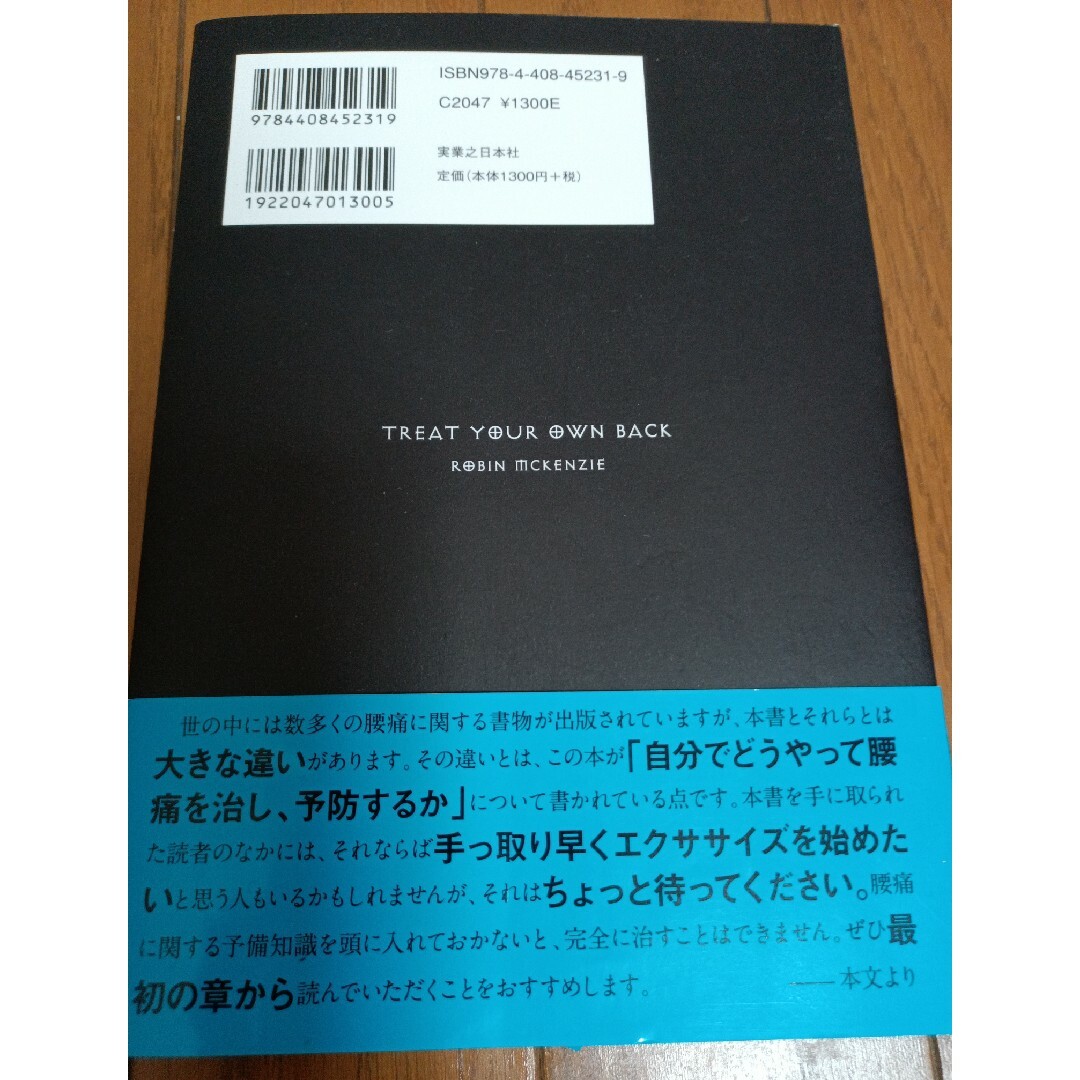 ISBN978-4-408-45231-9
9784408452319
C2047 ¥1300E
1922047013005
実業之日本社
定価(本体1300円+税)
TREAT YOUR OWN BACK
ROBIN MCKENZIE
世の中には数多くの腰痛に関する書物が出版されていますが、本書とそれらとは
大きな違いがあります。その違いとは、この本が「自分でどうやって腰
痛を治し、予防するか」について書かれている点です。本書を手に取られ
た読者のなかには、それならば手っ取り早くエクササイズを始めた
いと思う人もいるかもしれませんが、それはちょっと待ってください。腰痛
に関する予備知識を頭に入れておかないと、完全に治すことはできません。ぜひ最
初の章から読んでいただくことをおすすめします。
——本文より